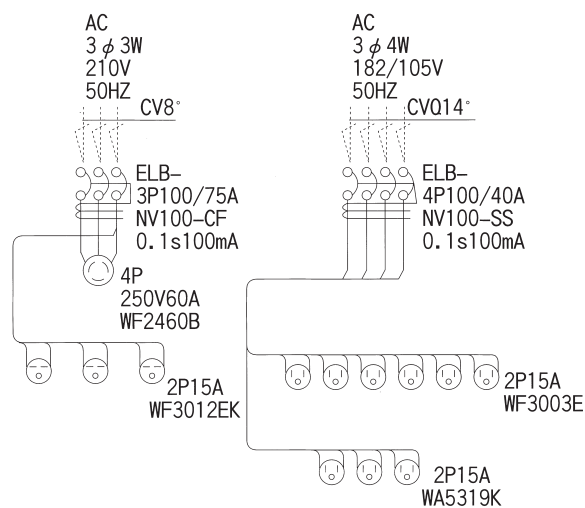 AC
3φ3W
210V
50HZ
CV8°
ELB-
3P100/75A
NV100-CF
0.1s100mA
4P
250V60A
WF2460B
2P15A
WF3012EK
AC
3φ4W
182/105V
50HZ
CVQ14°
ELB-
4P100/40A
NV100-SS
0.1s100mA
2P15A
WF3003E
2P15A
WA5319K